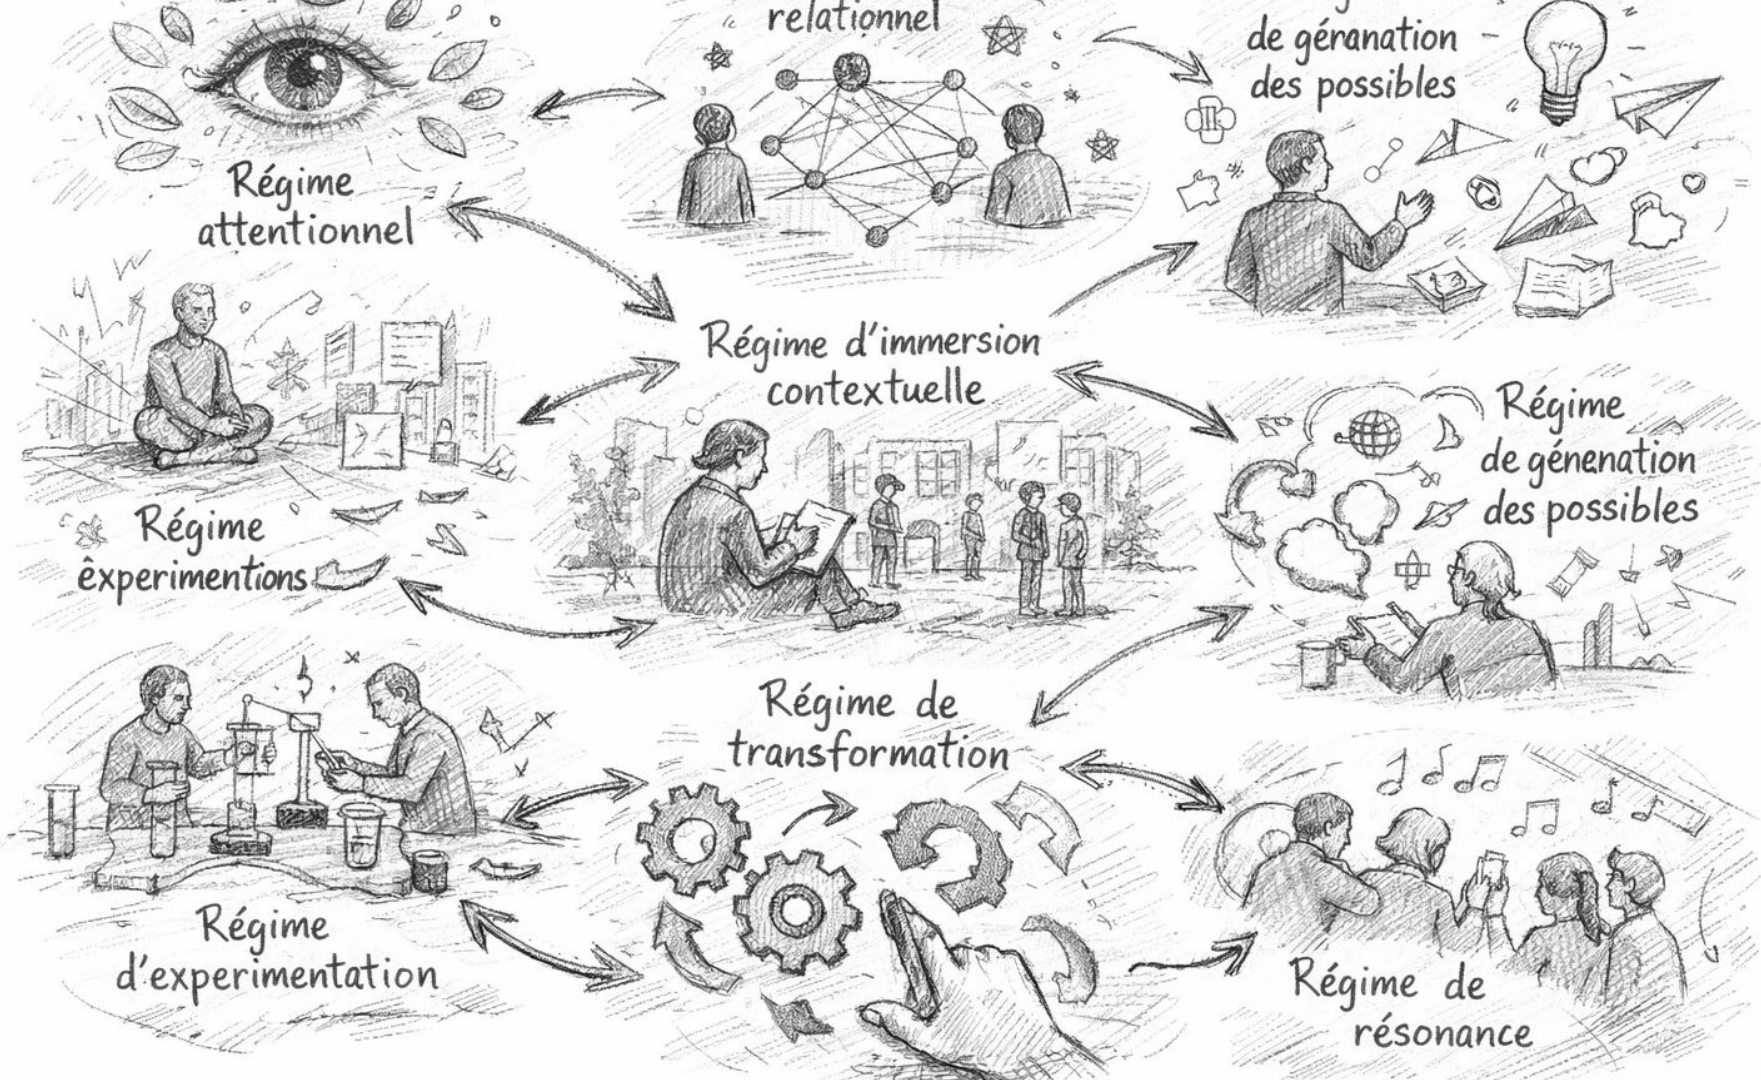 relationnel
de géranation
des possibles
Régime
attentionnel
Régime d'immersion
contextuelle
Régime
de génenation
des possibles
Régime
êxperimentions
Régime de
transformation
Régime
d'experimentation
Régime de
résonance